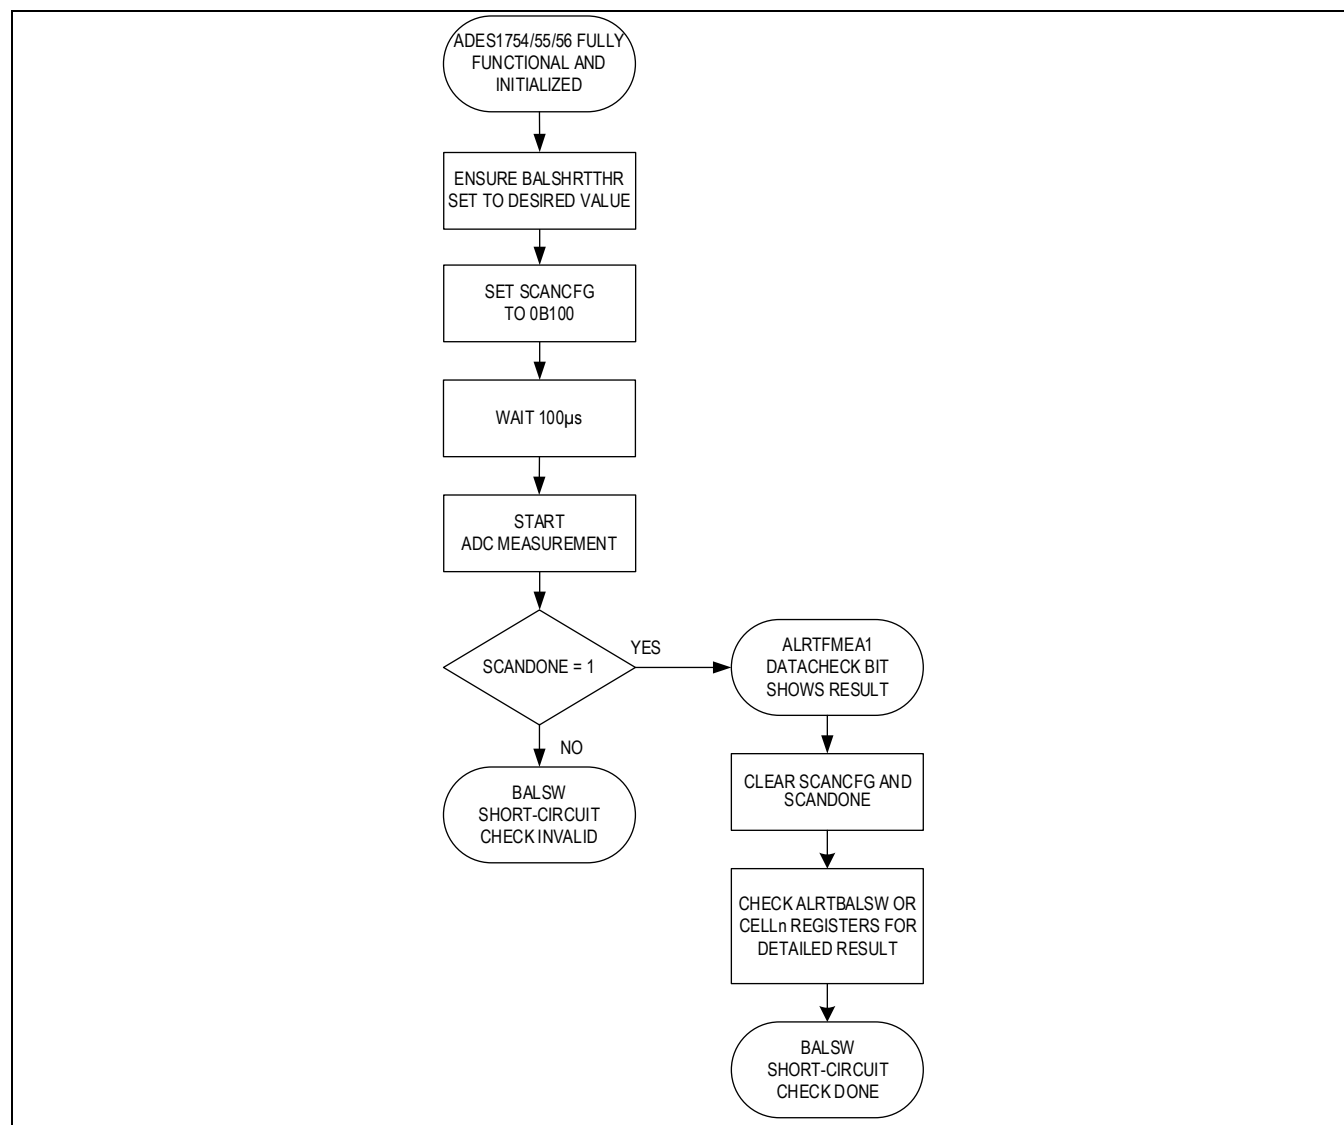 ADES1754/55/56 FULLY
FUNCTIONAL AND
INITIALIZED
ENSURE BALSHRTTHR
SET TO DESIRED VALUE
SET SCANCFG
TO 0B100
WAIT 100µs
START
ADC MEASUREMENT
SCANDONE = 1
YES
NO
BALSW
SHORT-CIRCUIT
CHECK INVALID
ALRTFMEA1
DATACHECK BIT
SHOWS RESULT
CLEAR SCANCFG AND
SCANDONE
CHECK ALRTBALSW OR
CELLn REGISTERS FOR
DETAILED RESULT
BALSW
SHORT-CIRCUIT
CHECK DONE